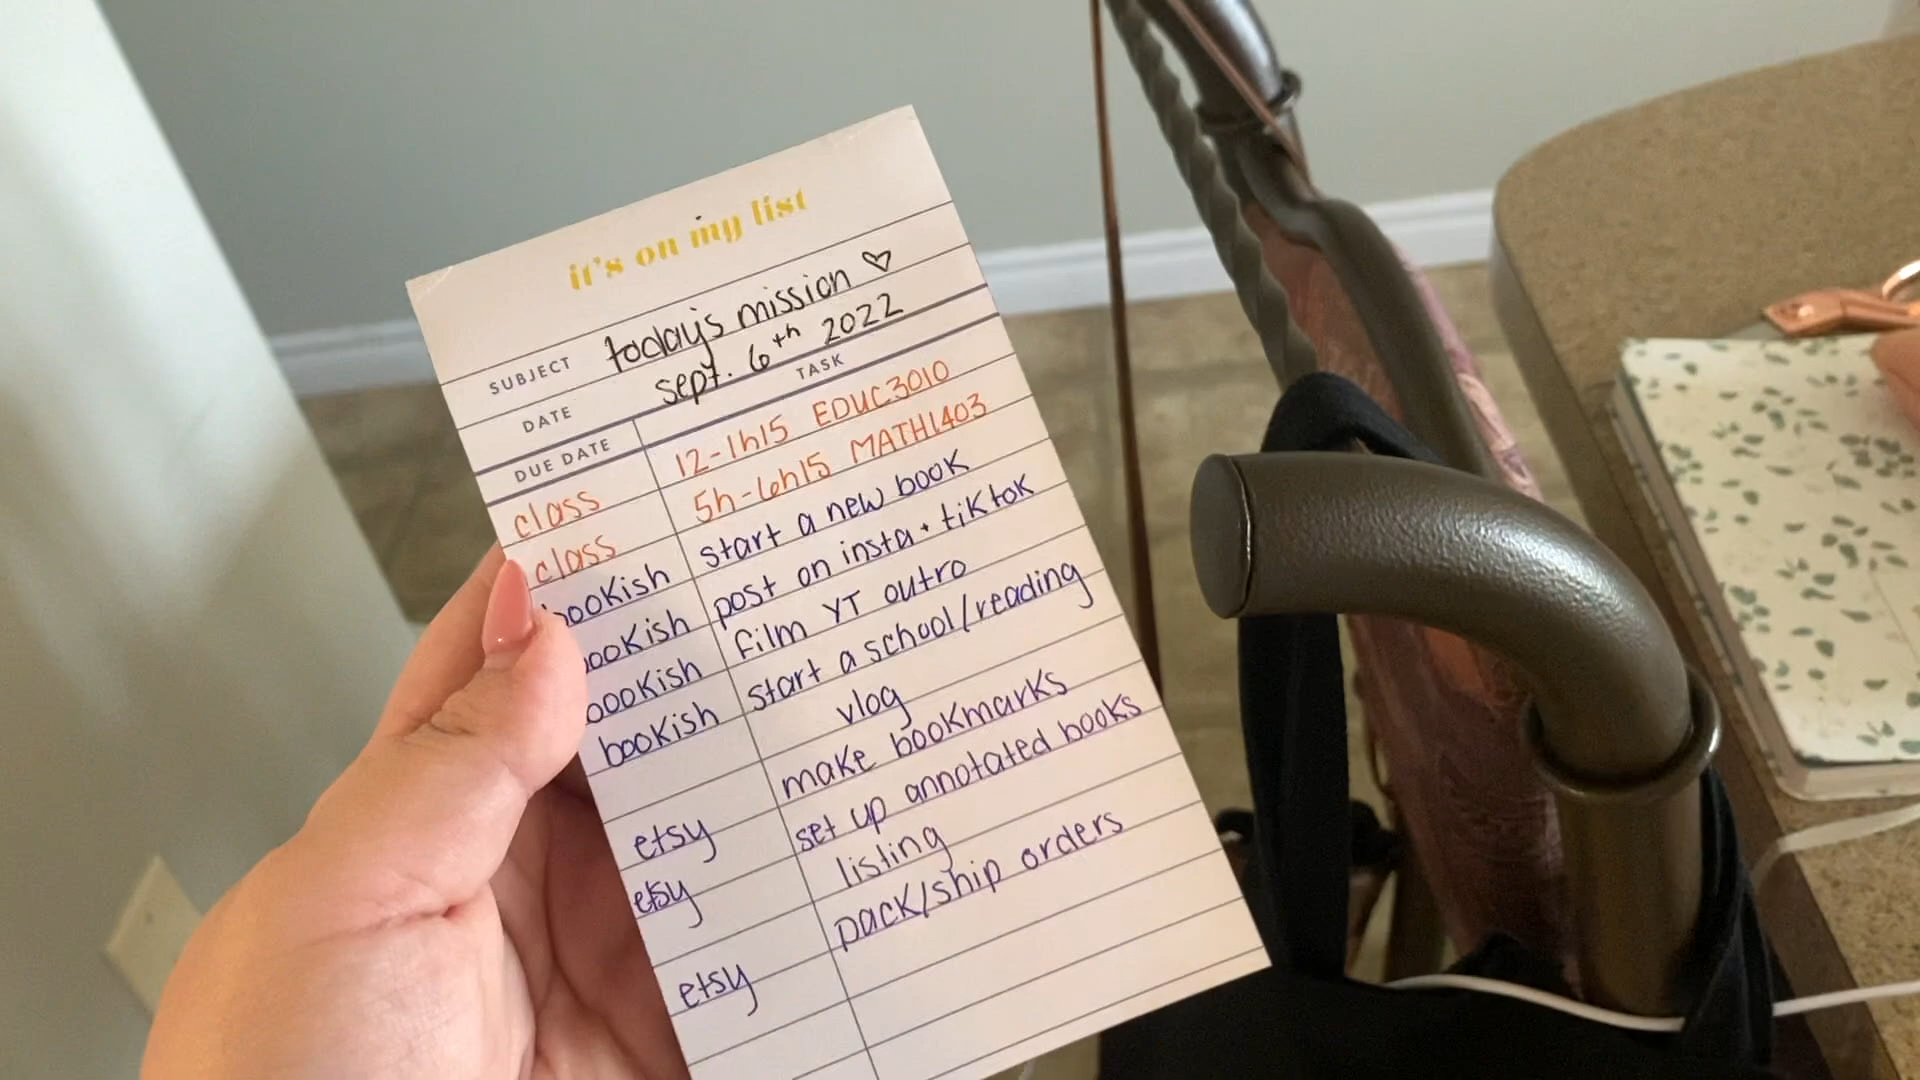 it's on my list
SUBJECT today's mission ♡
DATE sept. 6th 2022
DUE DATE TASK
class 12-1h15 EDUC3010
class 5h-6h15 MATH1403
bookish start a new book
bookish post on insta + tiktok
bookish film YT outro
bookish start a school/reading
vlog
etsy make bookmarks
etsy set up annotated books
listing
etsy pack/ship orders